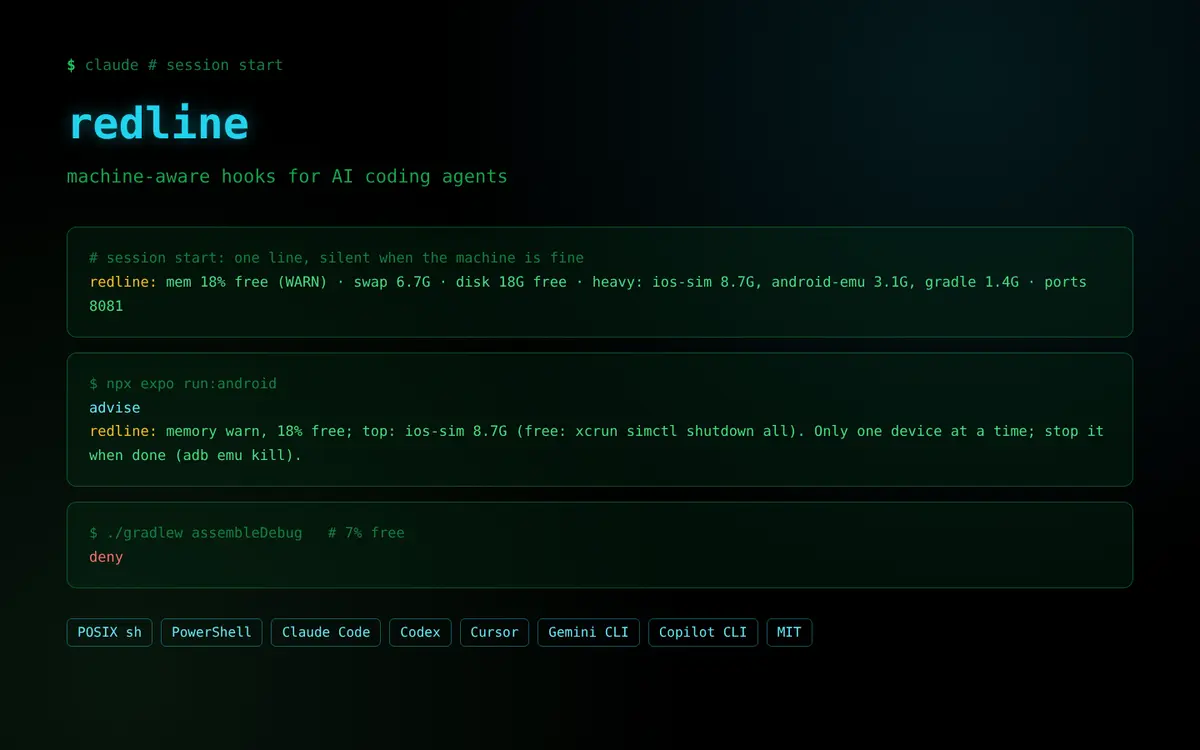 $ claude # session start
redline
machine-aware hooks for AI coding agents
# session start: one line, silent when the machine is fine
redline: mem 18% free (WARN) · swap 6.7G · disk 18G free · heavy: ios-sim 8.7G, android-emu 3.1G, gradle 1.4G · ports
8081
$ npx expo run:android
advise
redline: memory warn, 18% free; top: ios-sim 8.7G (free: xcrun simctl shutdown all). Only one device at a time; stop it
when done (adb emu kill).
$ ./gradlew assembleDebug   # 7% free
deny
POSIX sh PowerShell Claude Code Codex Cursor Gemini CLI Copilot CLI MIT